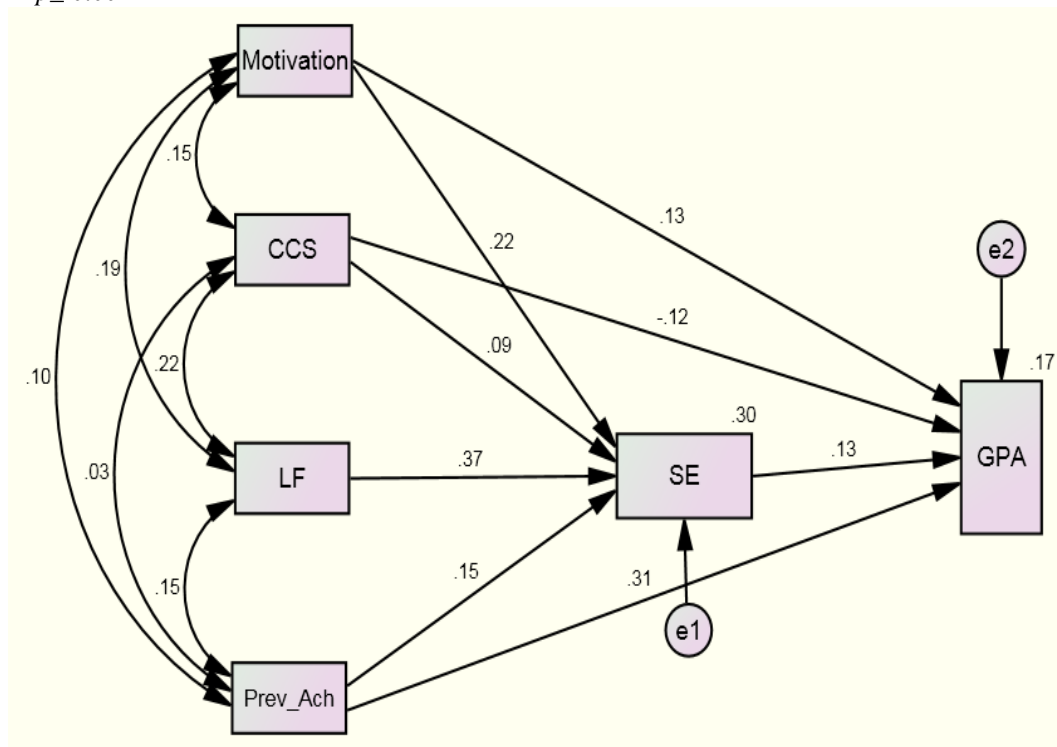 Motivation
.15
.13
CCS
.22
e2
.19
-.12
.09
.22
.17
.10
.30
LF
.37
SE
.13
GPA
.03
.15
.15
.31
e1
Prev_Ach